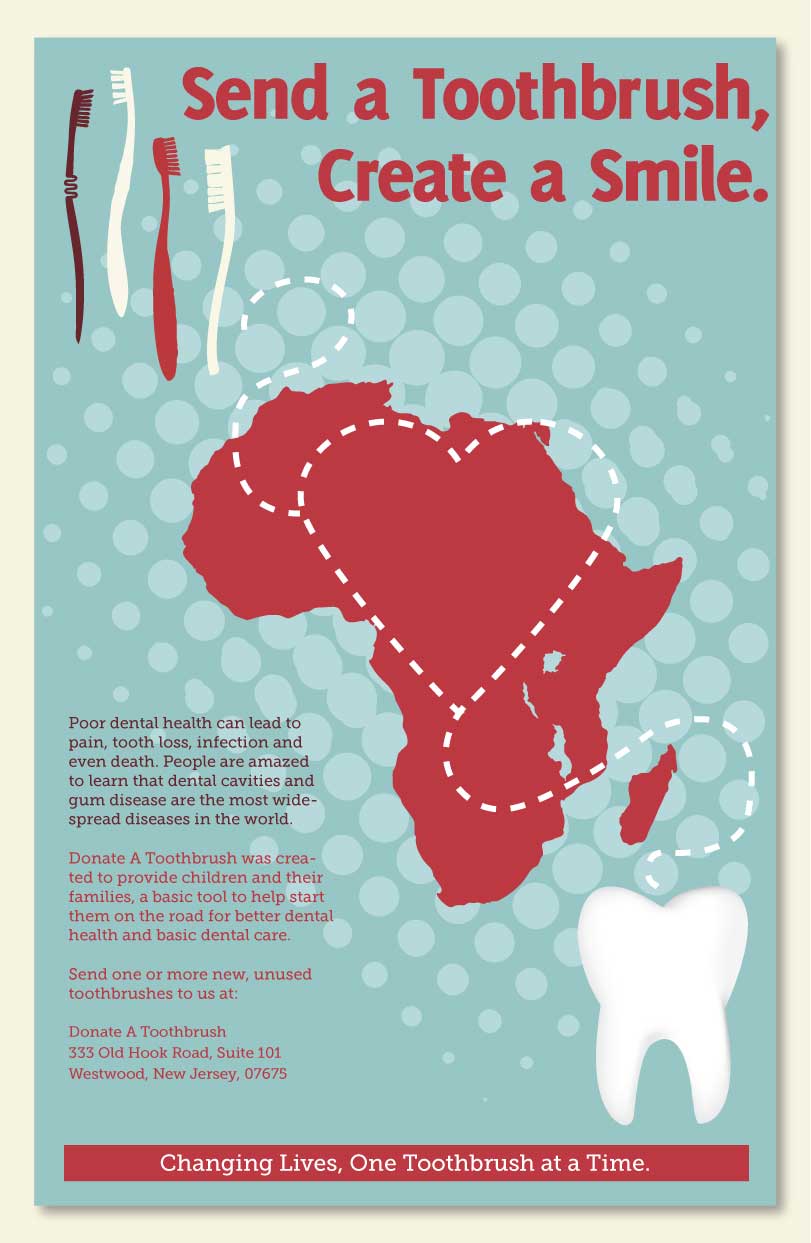 Send a Toothbrush,
Create a Smile.
Poor dental health can lead to
pain, tooth loss, infection and
even death. People are amazed
to learn that dental cavities and
gum disease are the most wide-
spread diseases in the world.
Donate A Toothbrush was crea-
ted to provide children and their
families, a basic tool to help start
them on the road for better dental
health and basic dental care.
Send one or more new, unused
toothbrushes to us at:
Donate A Toothbrush
333 Old Hook Road, Suite 101
Westwood, New Jersey, 07675
Changing Lives, One Toothbrush at a Time.